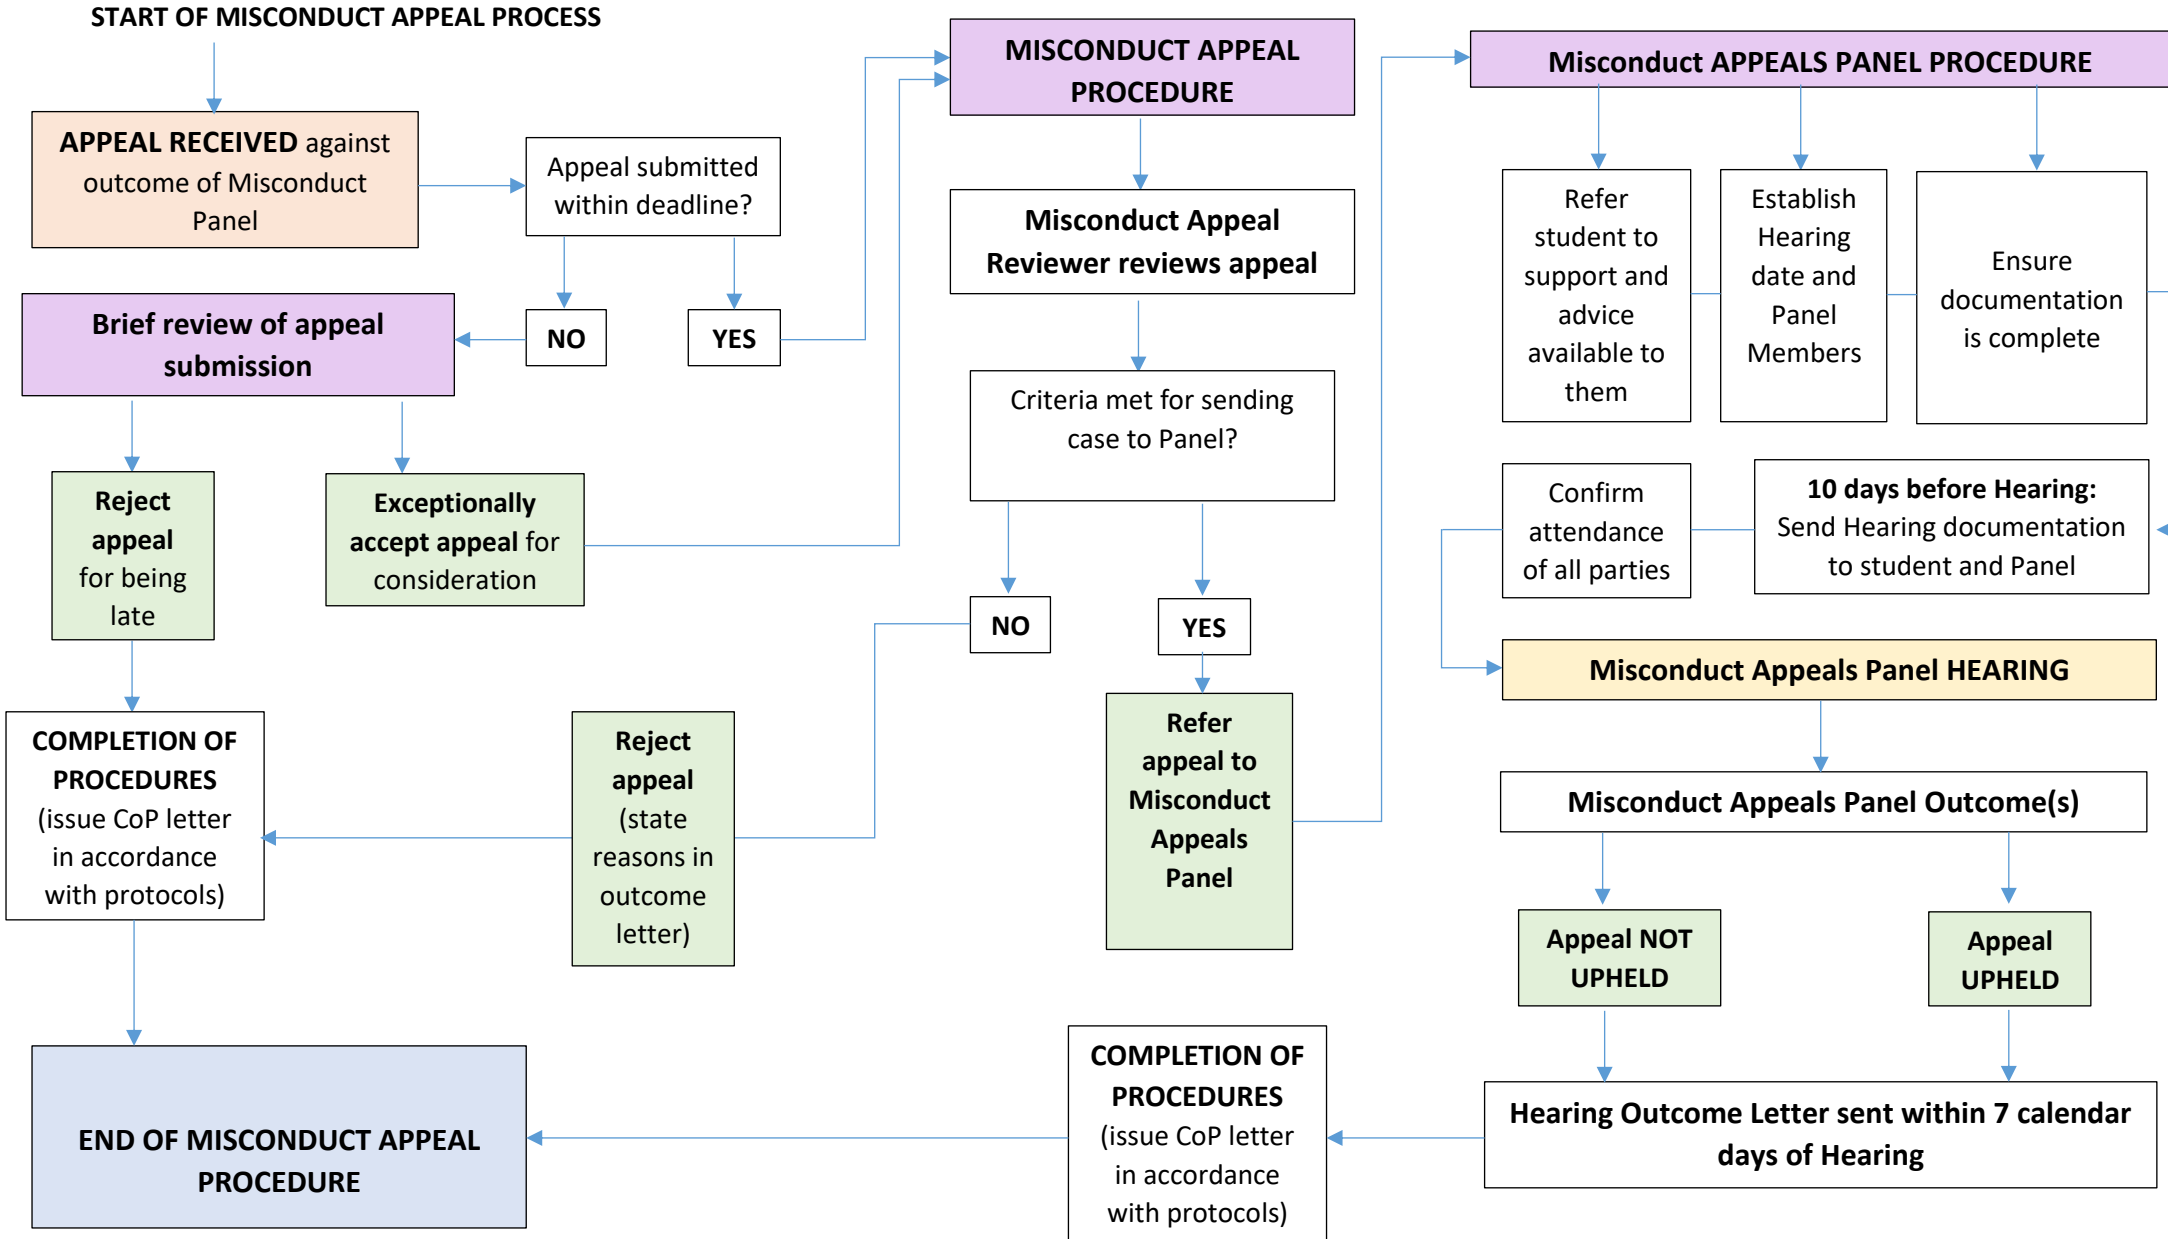 START OF MISCONDUCT APPEAL PROCESS
APPEAL RECEIVED against
outcome of Misconduct
Panel
Appeal submitted
within deadline?
NO
YES
Brief review of appeal
submission
Reject
appeal
for being
late
Exceptionally
accept appeal for
consideration
COMPLETION OF
PROCEDURES
(issue CoP letter
in accordance
with protocols)
Reject
appeal
(state
reasons in
outcome
letter)
END OF MISCONDUCT APPEAL
PROCEDURE
MISCONDUCT APPEAL
PROCEDURE
Misconduct Appeal
Reviewer reviews appeal
Criteria met for sending
case to Panel?
NO
YES
Refer
appeal to
Misconduct
Appeals
Panel
Misconduct APPEALS PANEL PROCEDURE
Refer
student to
support and
advice
available to
them
Establish
Hearing
date and
Panel
Members
Ensure
documentation
is complete
10 days before Hearing:
Send Hearing documentation
to student and Panel
Confirm
attendance
of all parties
Misconduct Appeals Panel HEARING
Misconduct Appeals Panel Outcome(s)
Appeal NOT
UPHELD
Appeal
UPHELD
Hearing Outcome Letter sent within 7 calendar
days of Hearing
COMPLETION OF
PROCEDURES
(issue CoP letter
in accordance
with protocols)